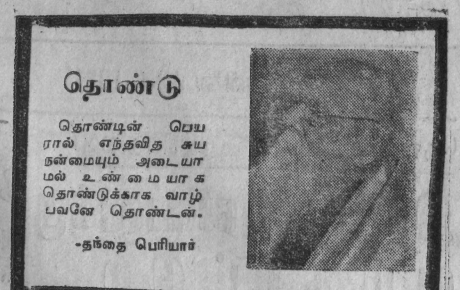 தொண்டு
தொண்டின் பெய
ரால் எந்தவித சுய
நன்மையும் அடையா
மல் உண்மையாக
தொண்டுக்காக வாழ்
பவனே தொண்டன்.
-தந்தை பெரியார்